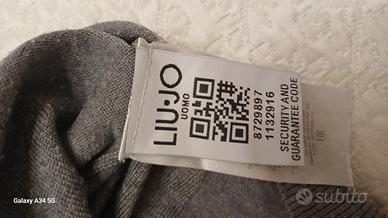 LIU·JO
UOMO
8729897
1132916
SECURITY AND
GUARANTEE CODE
Galaxy A34 5G
subito